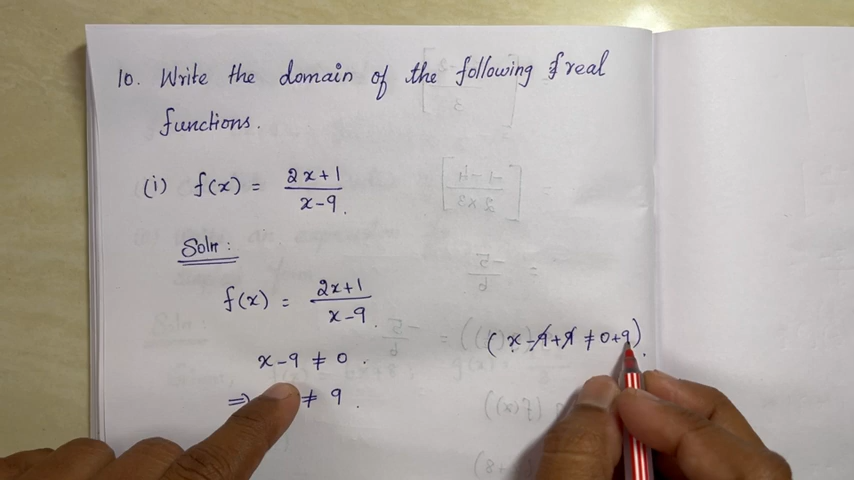 10. Write the domain of the following real
functions.
(i) f(x) = 2x+1 / x-9.
Soln:
f(x) = 2x+1 / x-9.
x-9 ≠ 0.
(x-9+9 ≠ 0+9).
⇒ ≠ 9.